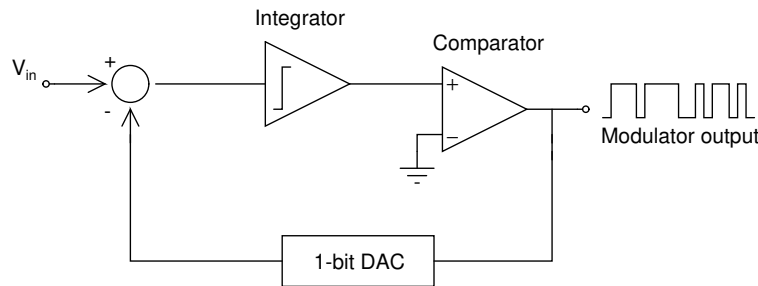 Integrator
Comparator
V_in
+
-
+
−
Modulator output
1-bit DAC